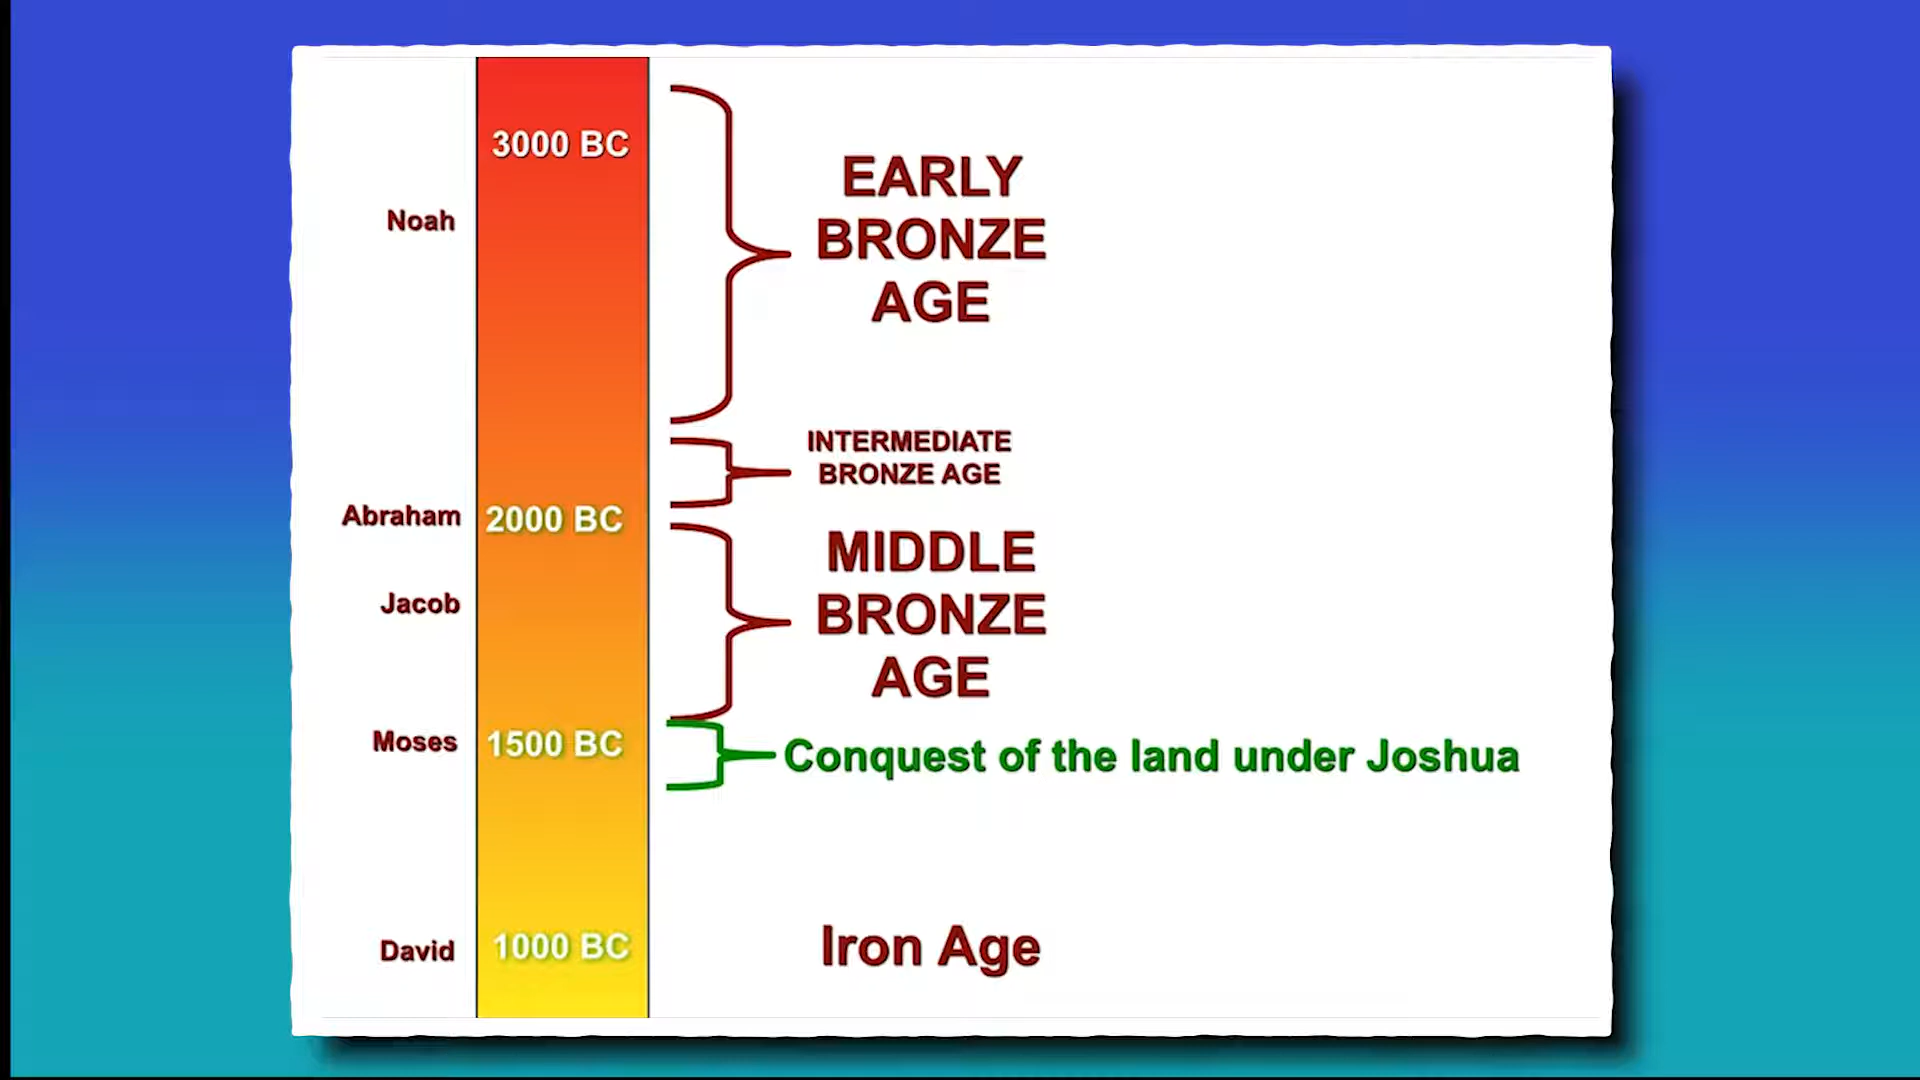 3000 BC
EARLY
BRONZE
AGE
Noah
INTERMEDIATE
BRONZE AGE
Abraham
2000 BC
MIDDLE
BRONZE
AGE
Jacob
Moses
1500 BC
Conquest of the land under Joshua
David
1000 BC
Iron Age